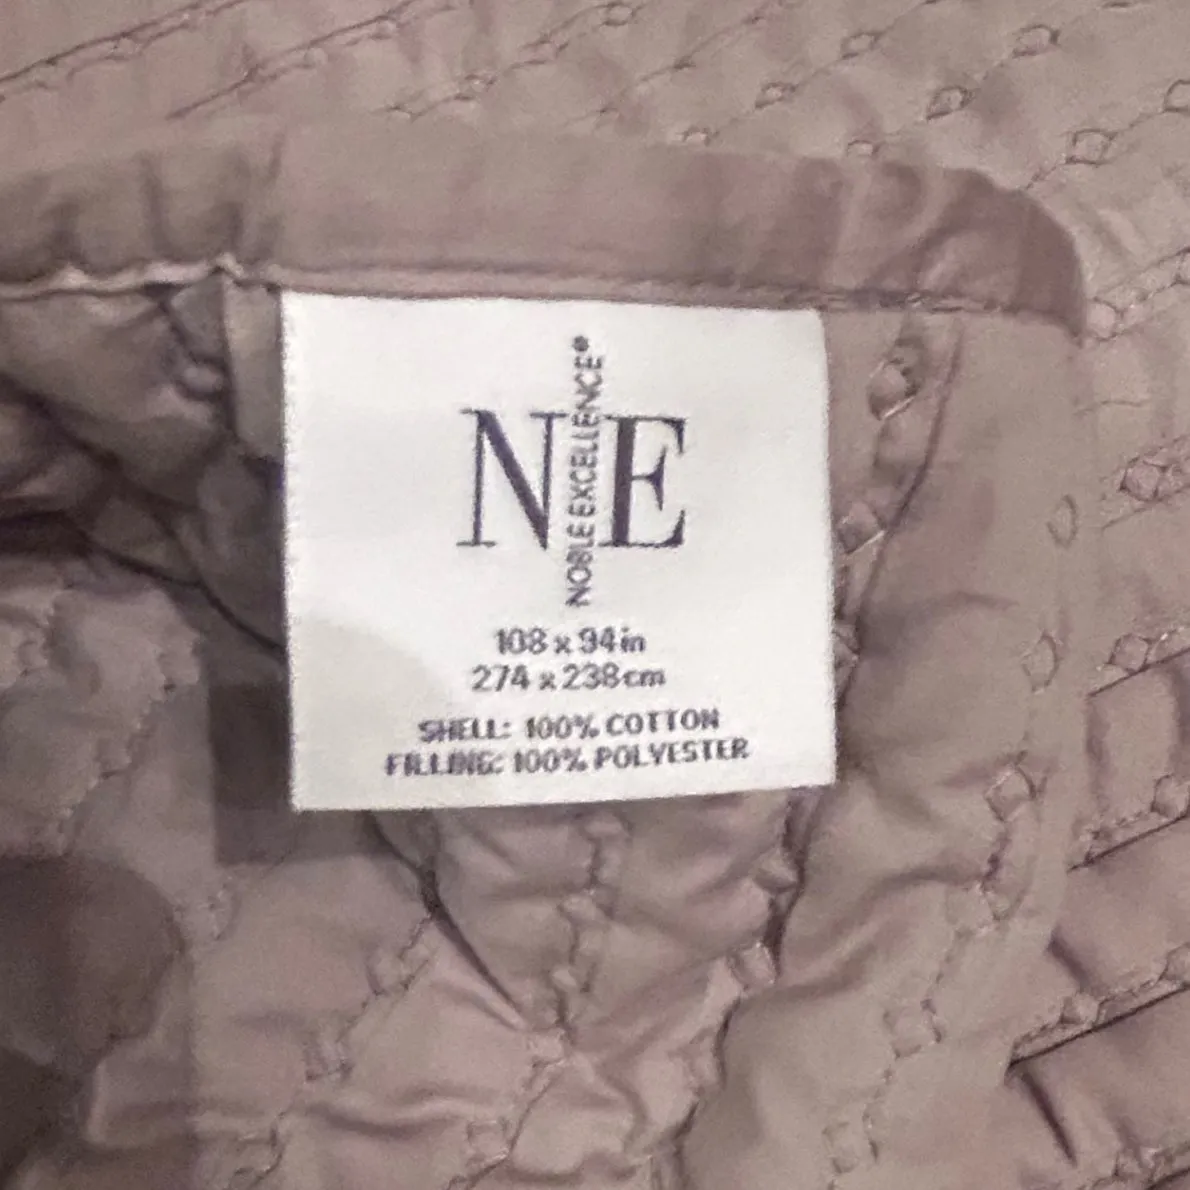 NE
NOBLE EXCELLENCE®
108 x 94in
274 x 238cm
SHELL: 100% COTTON
FILLING: 100% POLYESTER